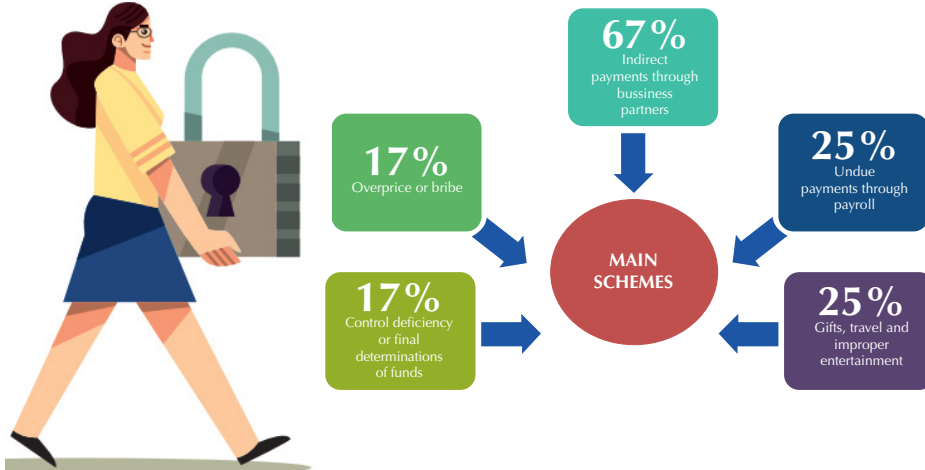 67%
Indirect
payments through
bussiness
partners
17%
Overprice or bribe
25%
Undue
payments through
payroll
MAIN
SCHEMES
17%
Control deficiency
or final
determinations
of funds
25%
Gifts, travel and
improper
entertainment